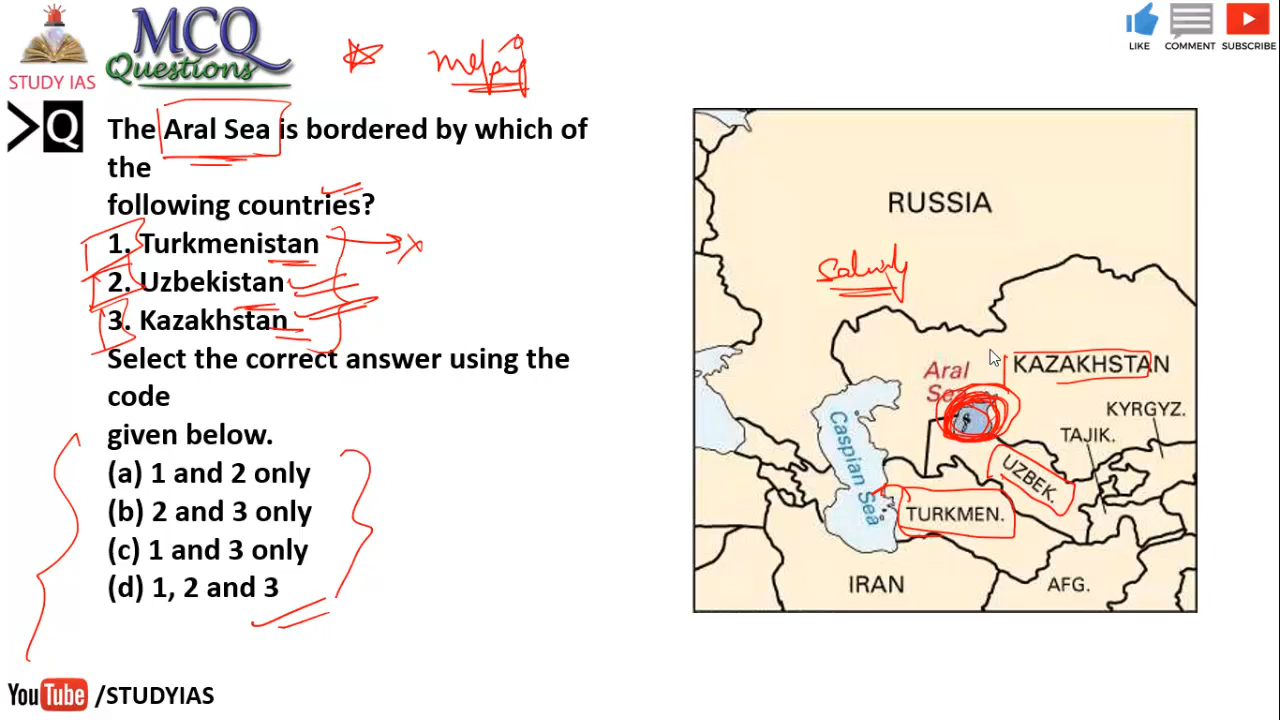 STUDY IAS
MCQ
Questions
LIKE
COMMENT
SUBSCRIBE
Q
The Aral Sea is bordered by which of
the
following countries?
1. Turkmenistan
2. Uzbekistan
3. Kazakhstan
Select the correct answer using the
code
given below.
(a) 1 and 2 only
(b) 2 and 3 only
(c) 1 and 3 only
(d) 1, 2 and 3
RUSSIA
Aral
Sea
KAZAKHSTAN
KYRGYZ.
TAJIK.
UZBEK.
Caspian Sea
TURKMEN.
IRAN
AFG.
YouTube /STUDYIAS